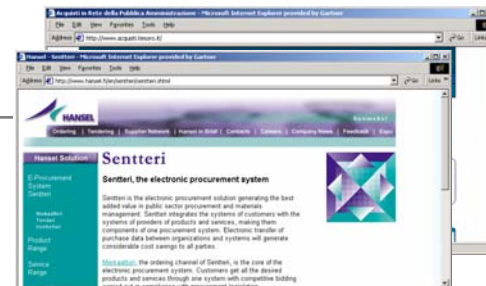 Acquisti in Rete della Pubblica Amministrazione - Microsoft Internet Explorer provided by Gartner
File Edit View Favorites Tools Help
Address http://www.acquisti.tesoro.it/
Go Links
Hansel - Sentteri - Microsoft Internet Explorer provided by Gartner
File Edit View Favorites Tools Help
Address http://www.hansel.fi/en/sentteri/sentteri.shtml
Go Links
HANSEL
Ordering | Tendering | Supplier Network | Hansel in Brief | Contacts | Careers | Company News | Feedback | Expo
Hansel Solution
Sentteri
E-Procurement
System
Sentteri
Product
Range
Service
Range
Sentteri, the electronic procurement system
Sentteri is the electronic procurement solution generating the best
added value in public sector procurement and materials
management. Sentteri integrates the systems of customers with the
systems of providers of products and services, making them
components of one procurement system. Electronic transfer of
purchase data between organizations and systems will generate
considerable cost savings to all parties.
the ordering channel of Sentteri, is the core of the
electronic procurement system. Customers get all the desired
products and services through one system with competitive bidding